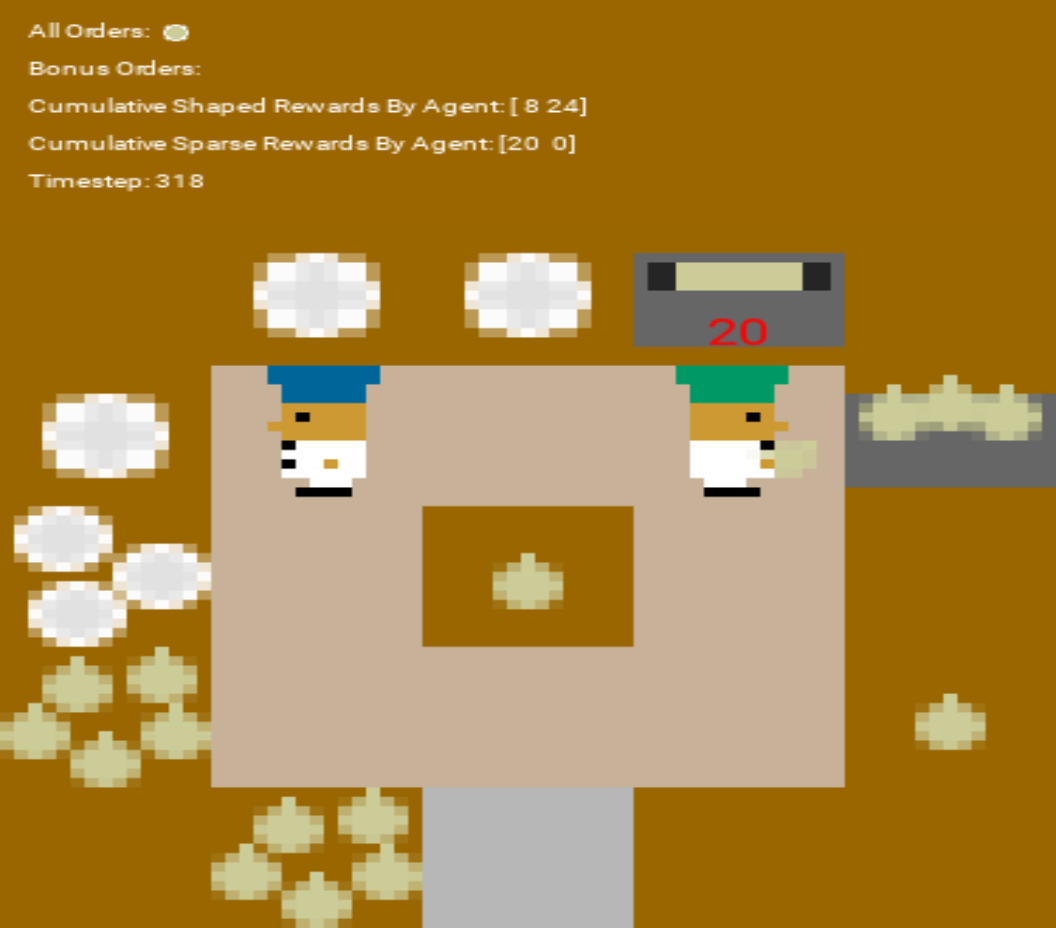 All Orders:
Bonus Orders:
Cumulative Shaped Rewards By Agent: [ 8 24]
Cumulative Sparse Rewards By Agent: [20  0]
Timestep: 318
20